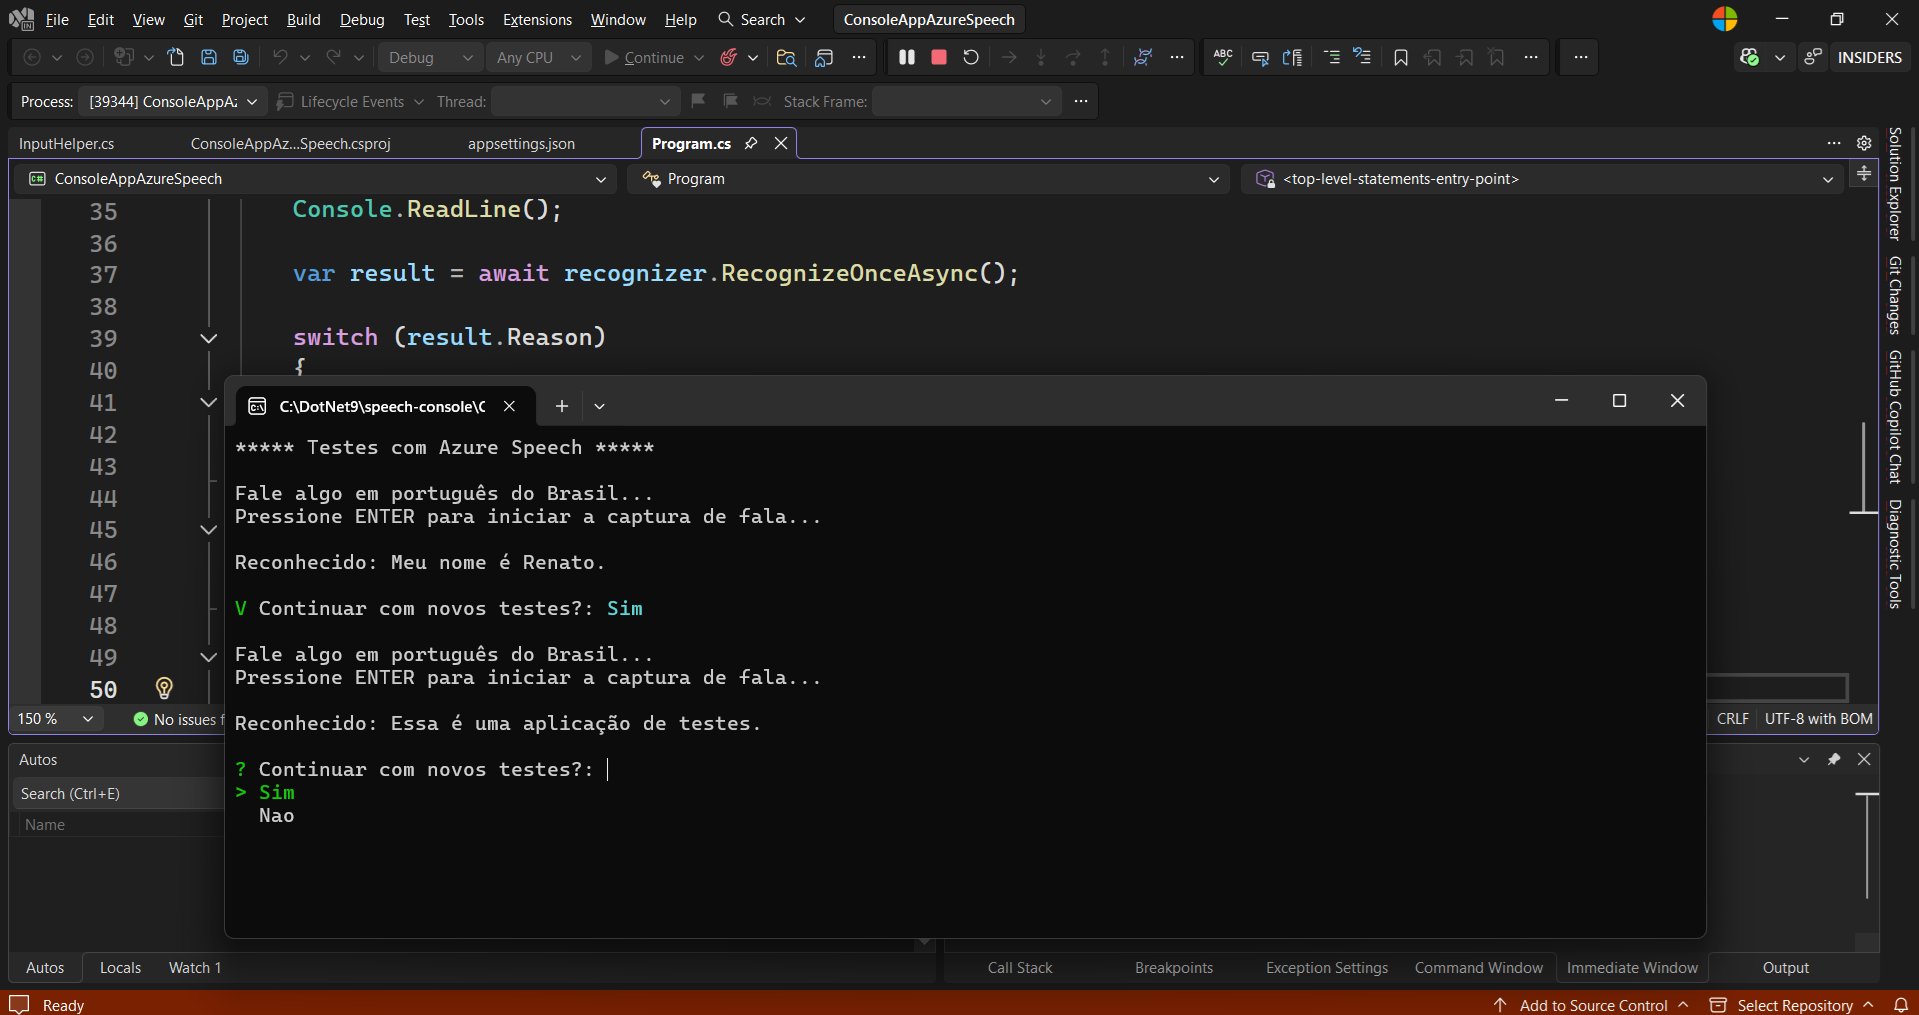 File Edit View Git Project Build Debug Test Tools Extensions Window Help Search ConsoleAppAzureSpeech
Debug Any CPU Continue ABC INSIDERS
Process: [39344] ConsoleAppAz Lifecycle Events Thread: Stack Frame:
InputHelper.cs ConsoleAppAz...Speech.csproj appsettings.json Program.cs
ConsoleAppAzureSpeech Program <top-level-statements-entry-point>
35 Console.ReadLine();
36
37 var result = await recognizer.RecognizeOnceAsync();
38
39 switch (result.Reason)
40 {
41
42
43
44
45
46
47
48
49
50
C:\DotNet9\speech-console\C
***** Testes com Azure Speech *****
Fale algo em português do Brasil...
Pressione ENTER para iniciar a captura de fala...
Reconhecido: Meu nome é Renato.
V Continuar com novos testes?: Sim
Fale algo em português do Brasil...
Pressione ENTER para iniciar a captura de fala...
Reconhecido: Essa é uma aplicação de testes.
? Continuar com novos testes?:
> Sim
Nao
150 % No issues f CRLF UTF-8 with BOM
Autos
Search (Ctrl+E)
Name
Autos Locals Watch 1 Call Stack Breakpoints Exception Settings Command Window Immediate Window Output
Ready Add to Source Control Select Repository
Solution Explorer
Git Changes
GitHub Copilot Chat
Diagnostic Tools